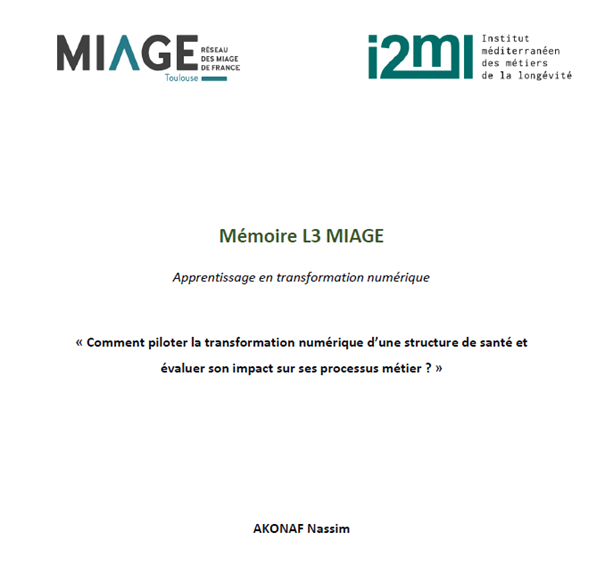 MIAGE
RÉSEAU
DES MIAGE
DE FRANCE
Toulouse
i2ml
Institut
méditerranéen
des métiers
de la longévité
Mémoire L3 MIAGE
Apprentissage en transformation numérique
« Comment piloter la transformation numérique d’une structure de santé et
évaluer son impact sur ses processus métier ? »
AKONAF Nassim